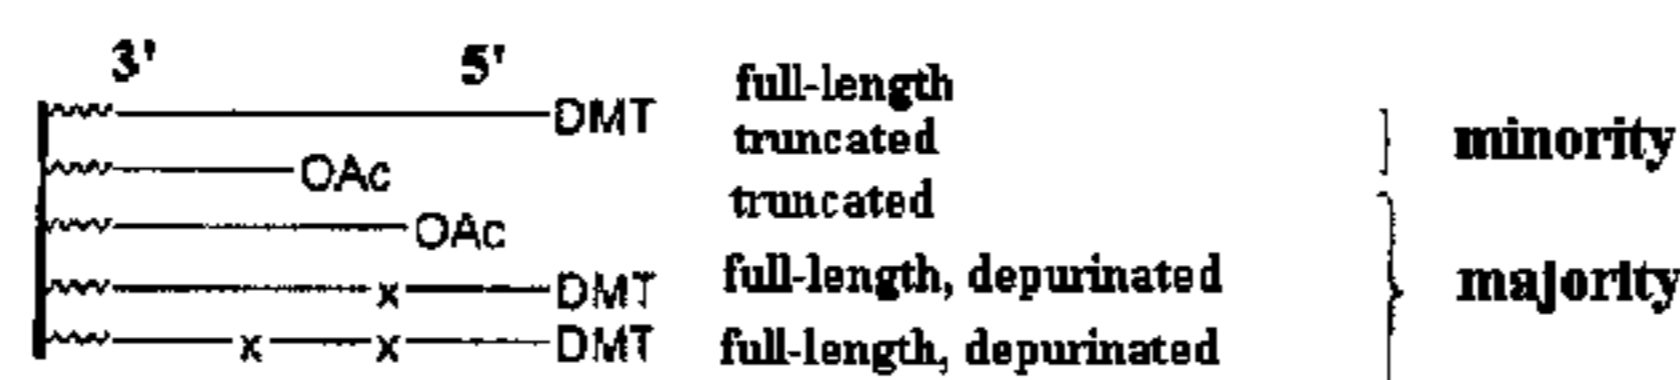 3' 5'
DMT full-length
truncated minority
OAc
truncated
OAc
x DMT full-length, depurinated majority
x x DMT full-length, depurinated